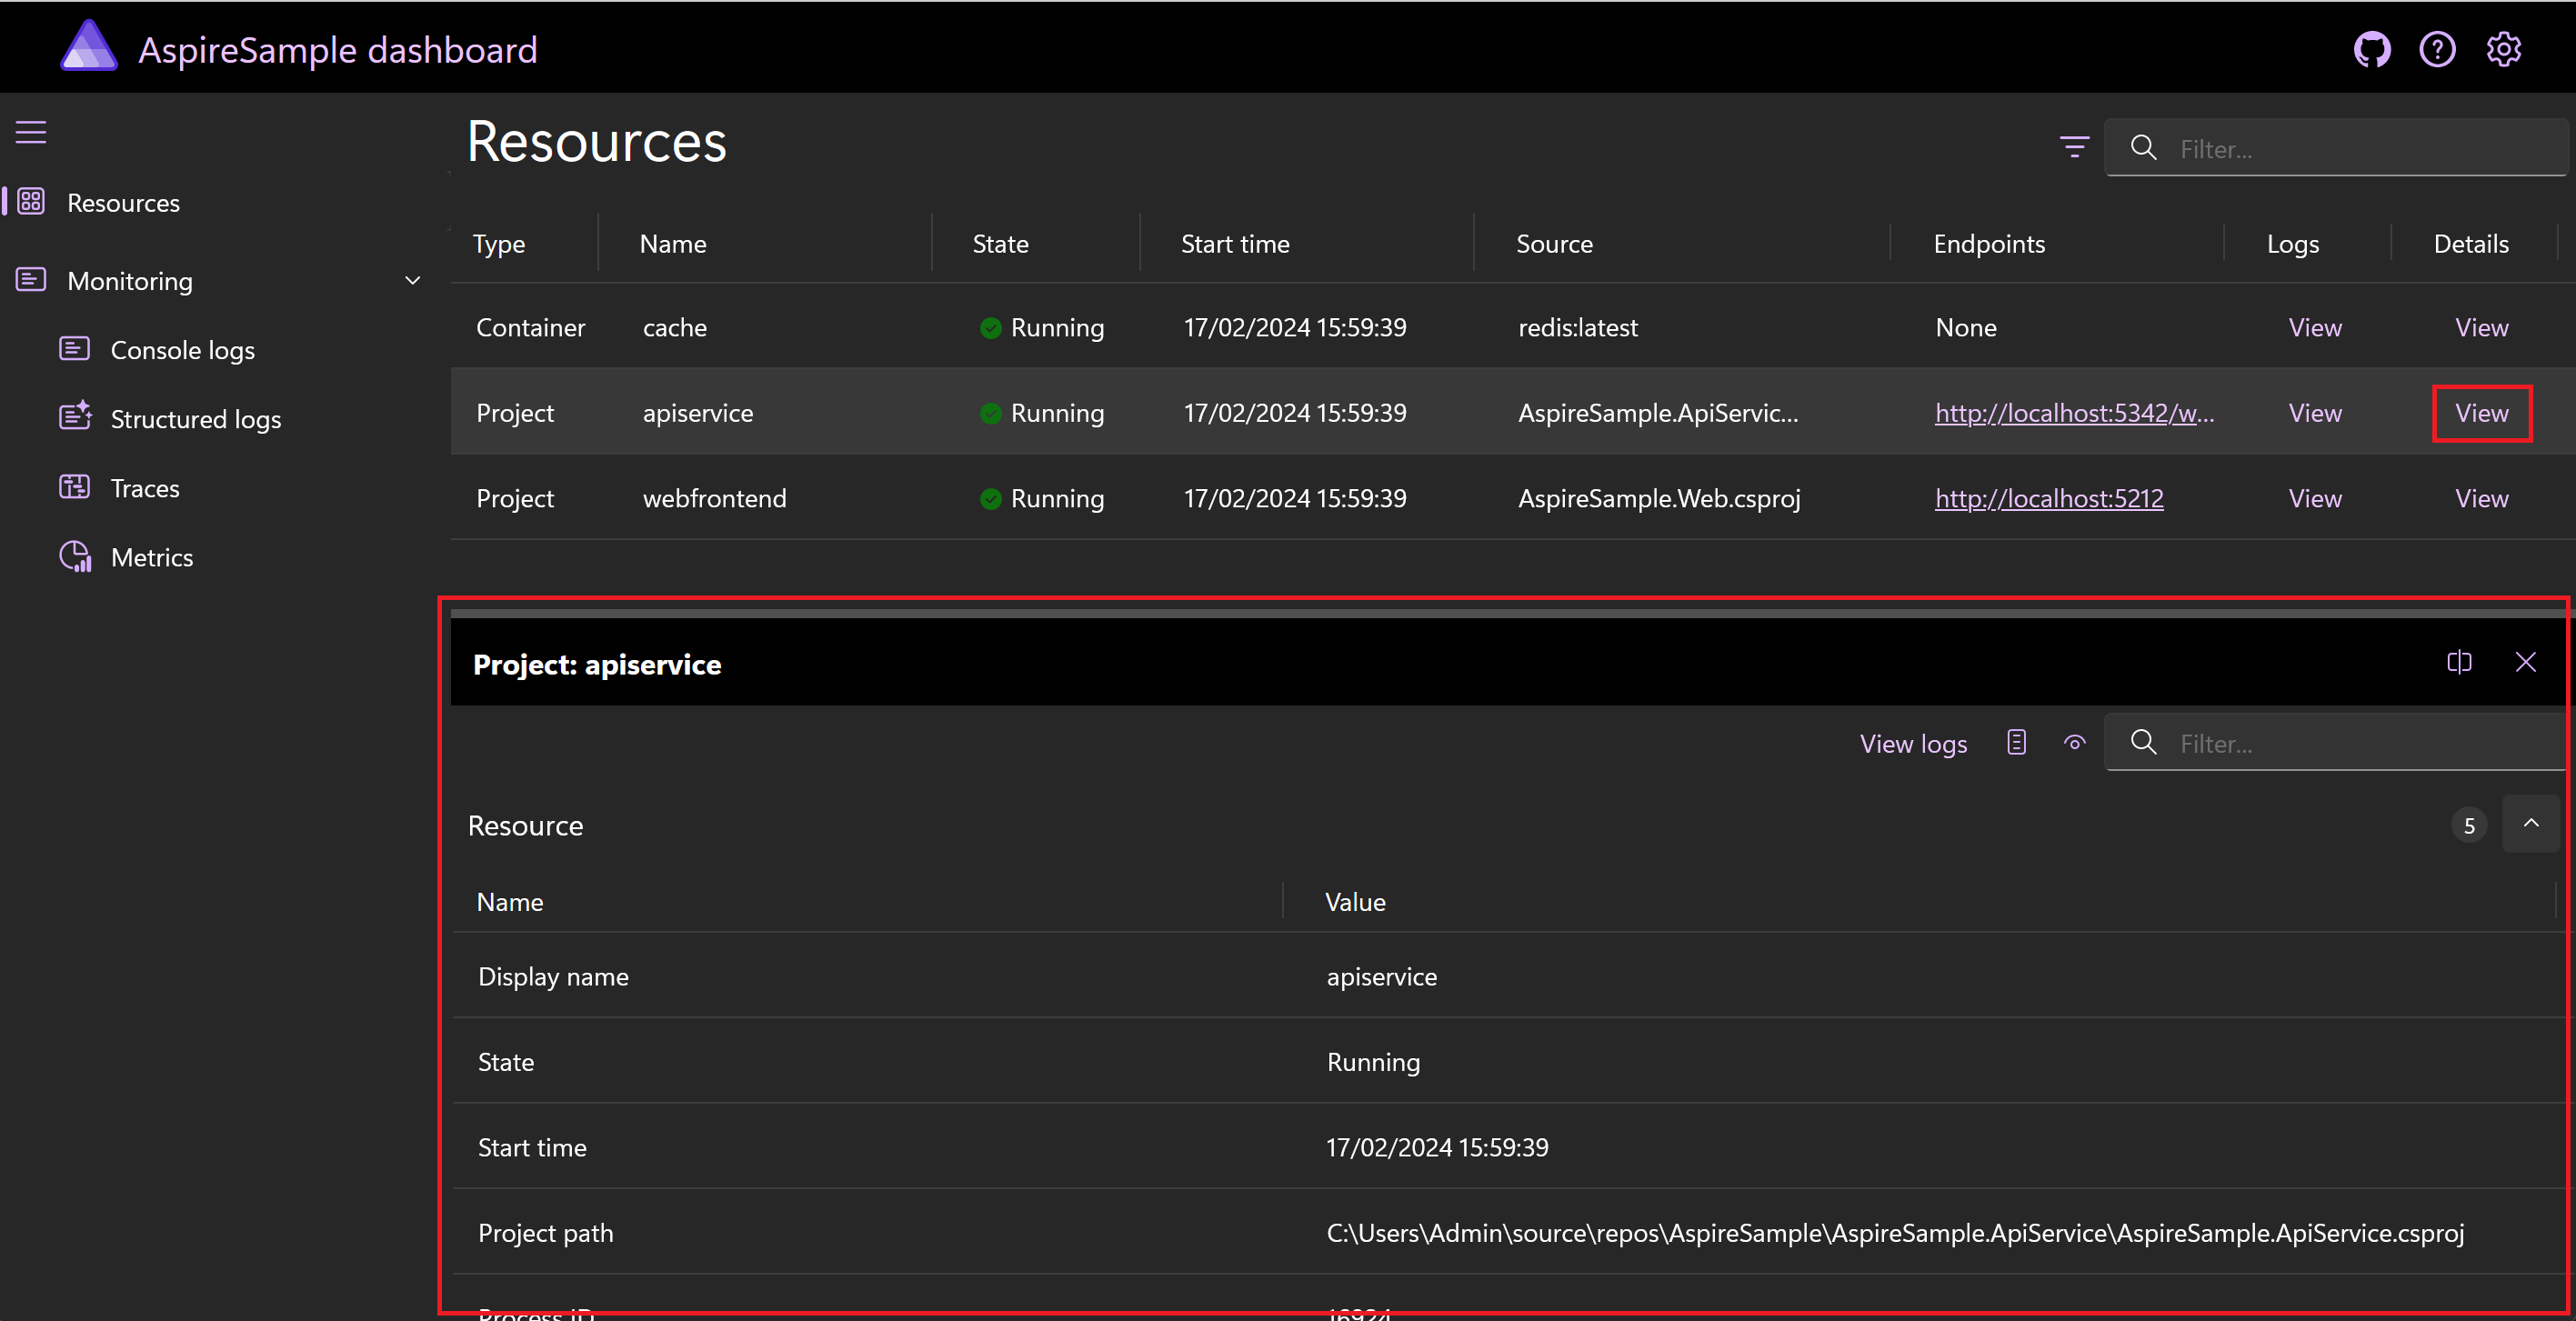 AspireSample dashboard
Resources
Filter...
Resources
Monitoring
Console logs
Structured logs
Traces
Metrics
Type Name State Start time Source Endpoints Logs Details
Container cache Running 17/02/2024 15:59:39 redis:latest None View View
Project apiservice Running 17/02/2024 15:59:39 AspireSample.ApiServic... http://localhost:5342/w... View View
Project webfrontend Running 17/02/2024 15:59:39 AspireSample.Web.csproj http://localhost:5212 View View
Project: apiservice
View logs Filter...
Resource 5
Name Value
Display name apiservice
State Running
Start time 17/02/2024 15:59:39
Project path C:\Users\Admin\source\repos\AspireSample\AspireSample.ApiService\AspireSample.ApiService.csproj
Process ID